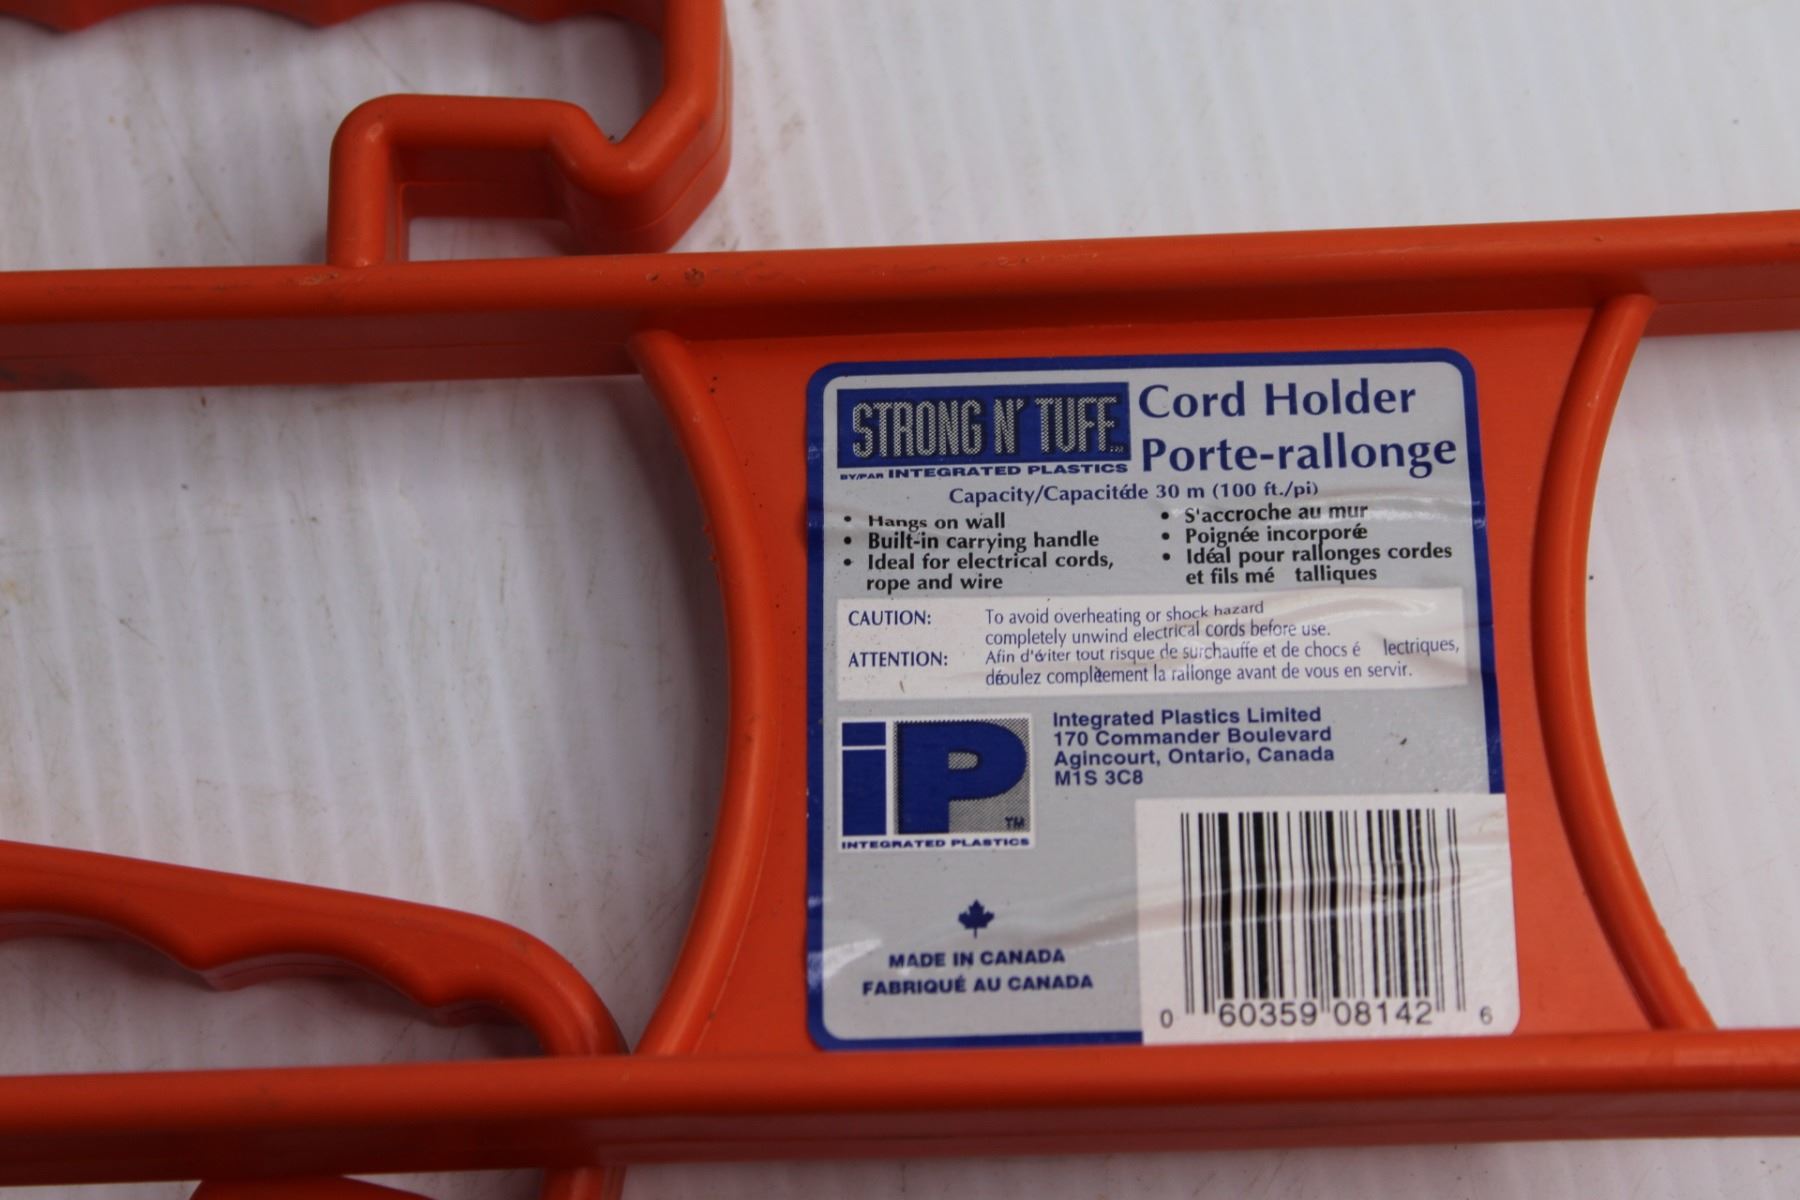 STRONG N' TUFF
BY/PAR INTEGRATED PLASTICS
Cord Holder
Porte-rallonge
Capacity/Capacitéde 30 m (100 ft./pi)
• Hangs on wall
• Built-in carrying handle
• Ideal for electrical cords,
rope and wire
• S'accroche au mur
• Poignée incorporée
• Idéal pour rallonges cordes
et fils mé talliques
CAUTION: To avoid overheating or shock hazard
completely unwind electrical cords before use.
ATTENTION: Afin d'éviter tout risque de surchauffe et de chocs é lectriques,
déoulez complètement la rallonge avant de vous en servir.
iP TM
INTEGRATED PLASTICS
Integrated Plastics Limited
170 Commander Boulevard
Agincourt, Ontario, Canada
M1S 3C8
MADE IN CANADA
FABRIQUÉ AU CANADA
0 60359 08142 6